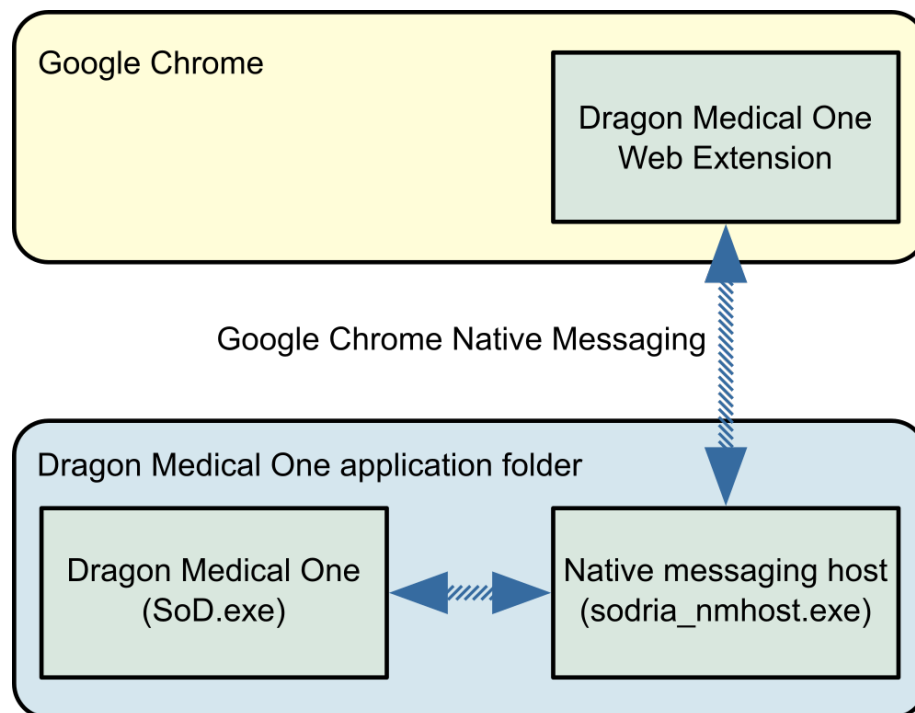 Google Chrome
Dragon Medical One
Web Extension
Google Chrome Native Messaging
Dragon Medical One application folder
Dragon Medical One
(SoD.exe)
Native messaging host
(sodria_nmhost.exe)